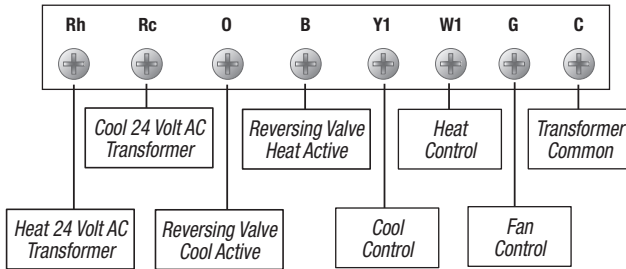 Rh Rc O B Y1 W1 G C
Cool 24 Volt AC
Transformer
Reversing Valve
Heat Active
Heat
Control
Transformer
Common
Heat 24 Volt AC
Transformer
Reversing Valve
Cool Active
Cool
Control
Fan
Control